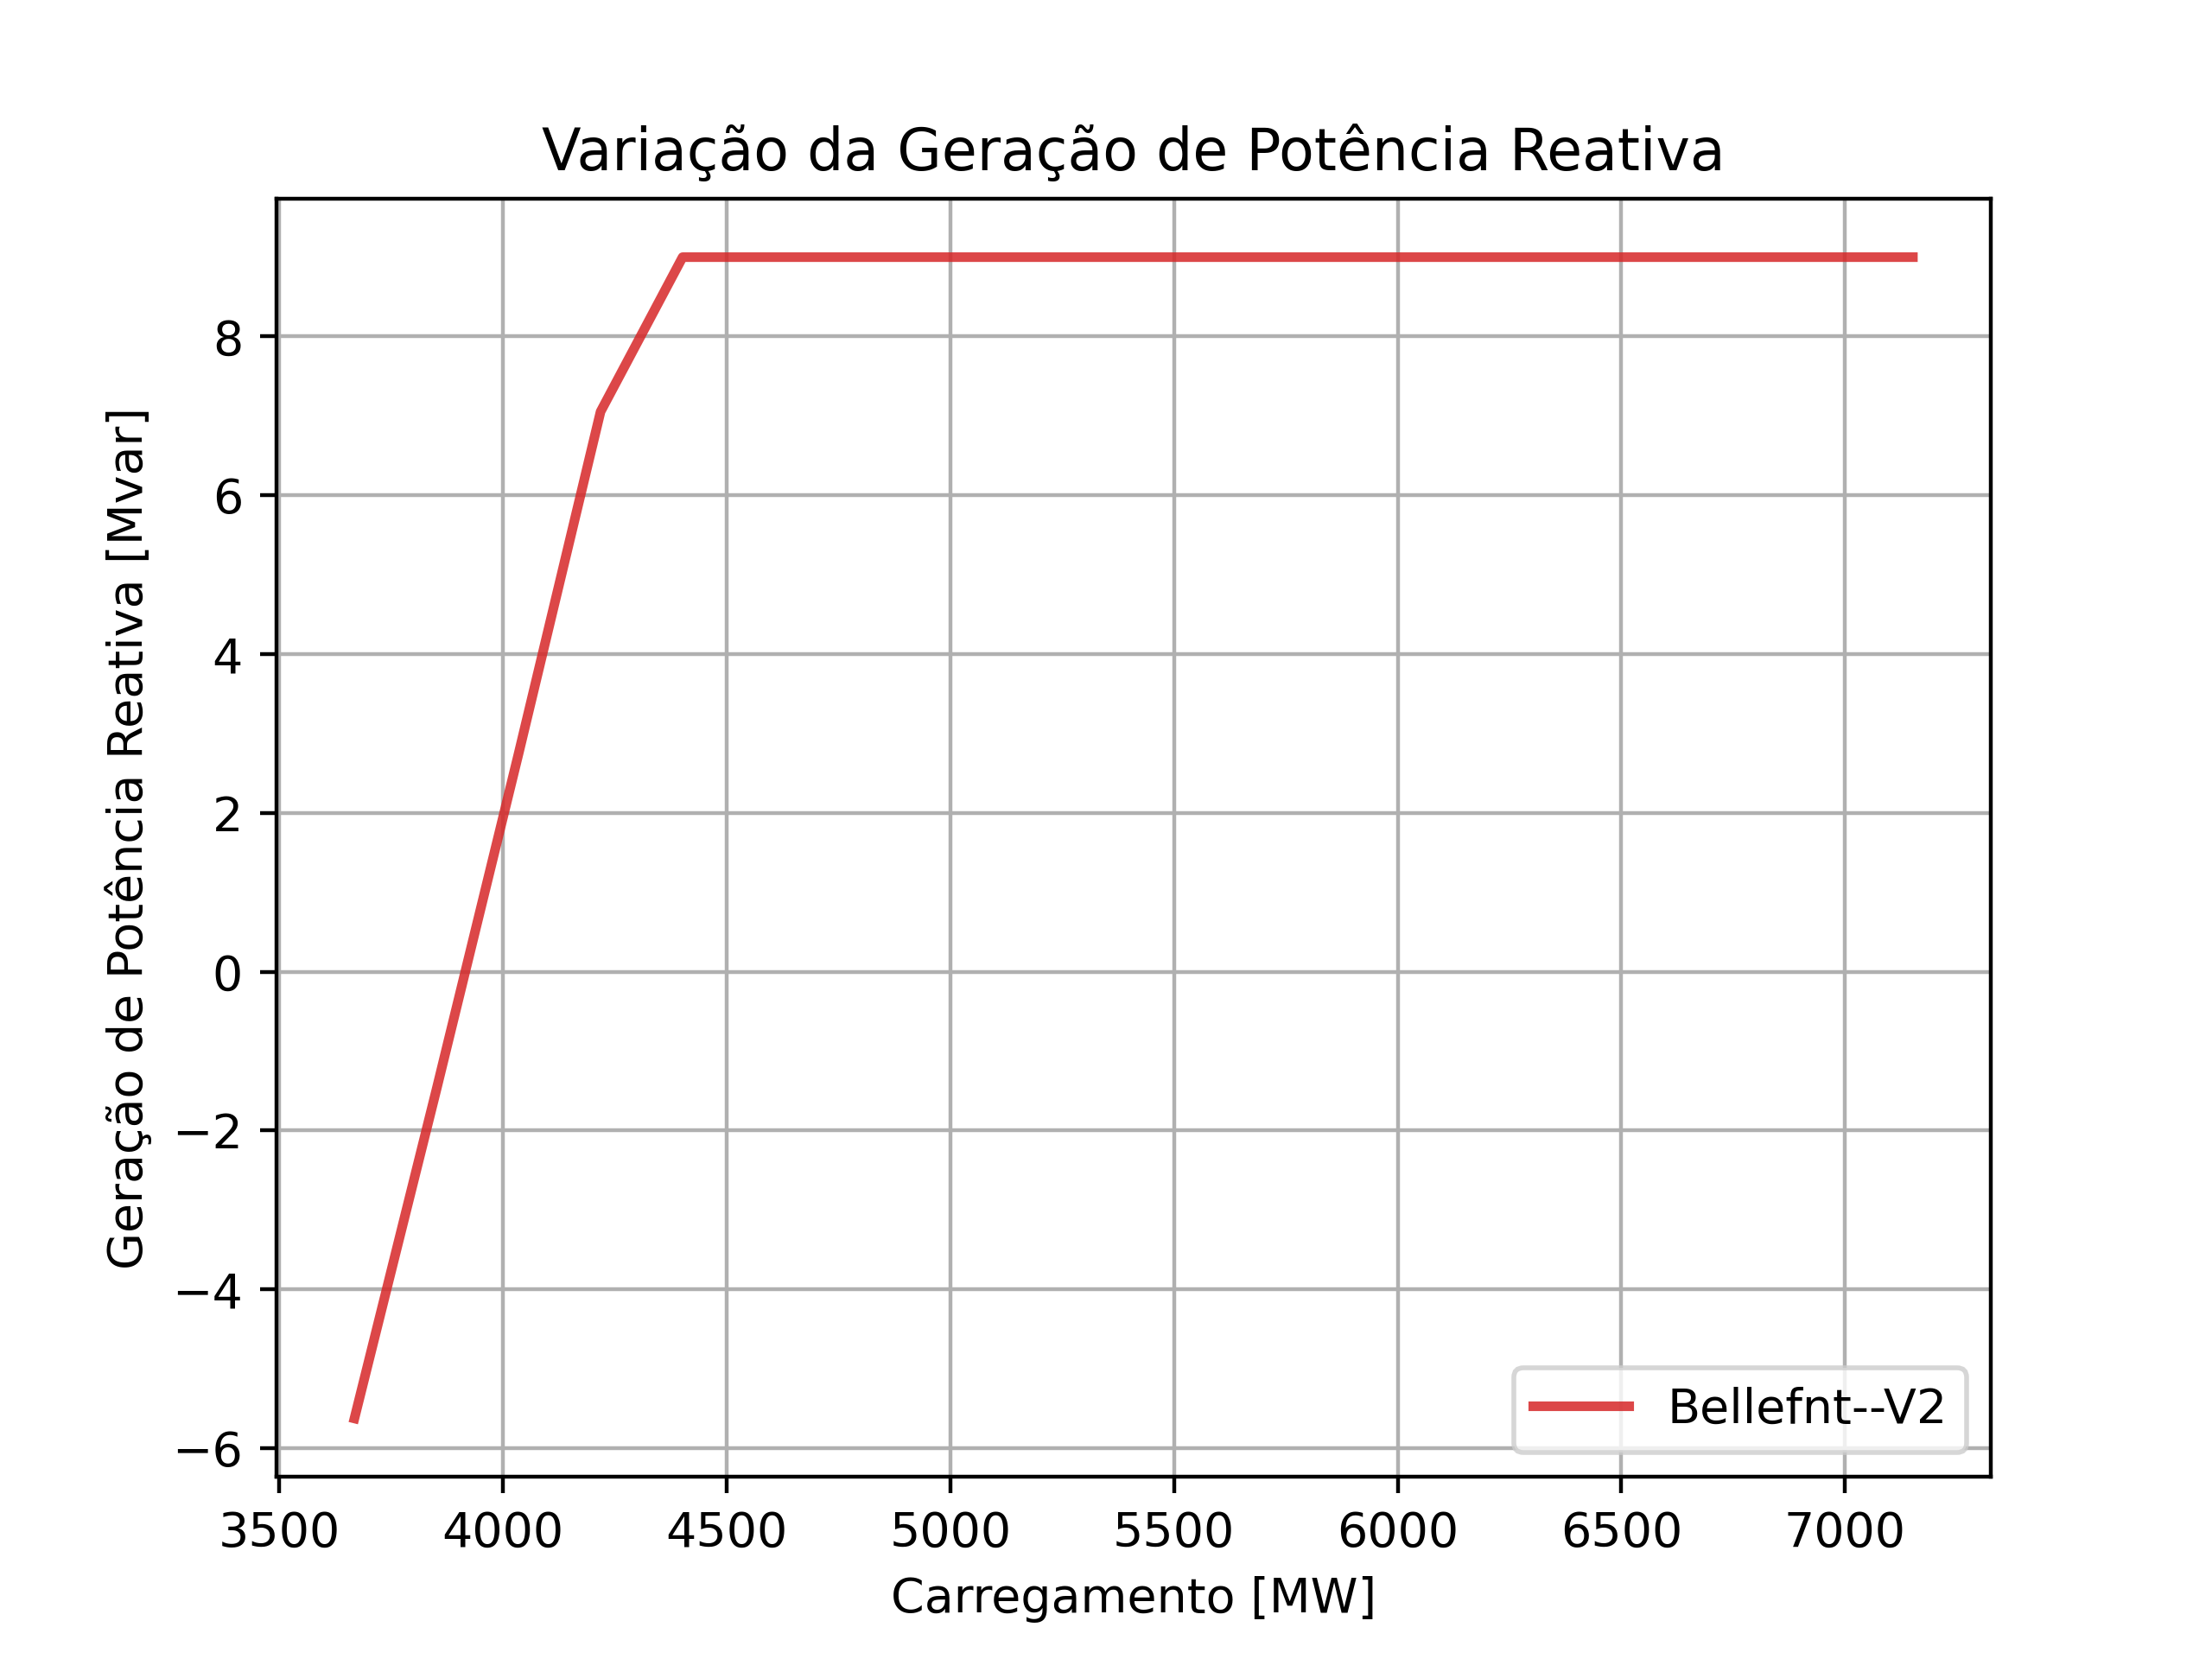 Variação da Geração de Potência Reativa
Geração de Potência Reativa [Mvar]
8
6
4
2
0
−2
−4
−6
3500 4000 4500 5000 5500 6000 6500 7000
Carregamento [MW]
Bellefnt--V2